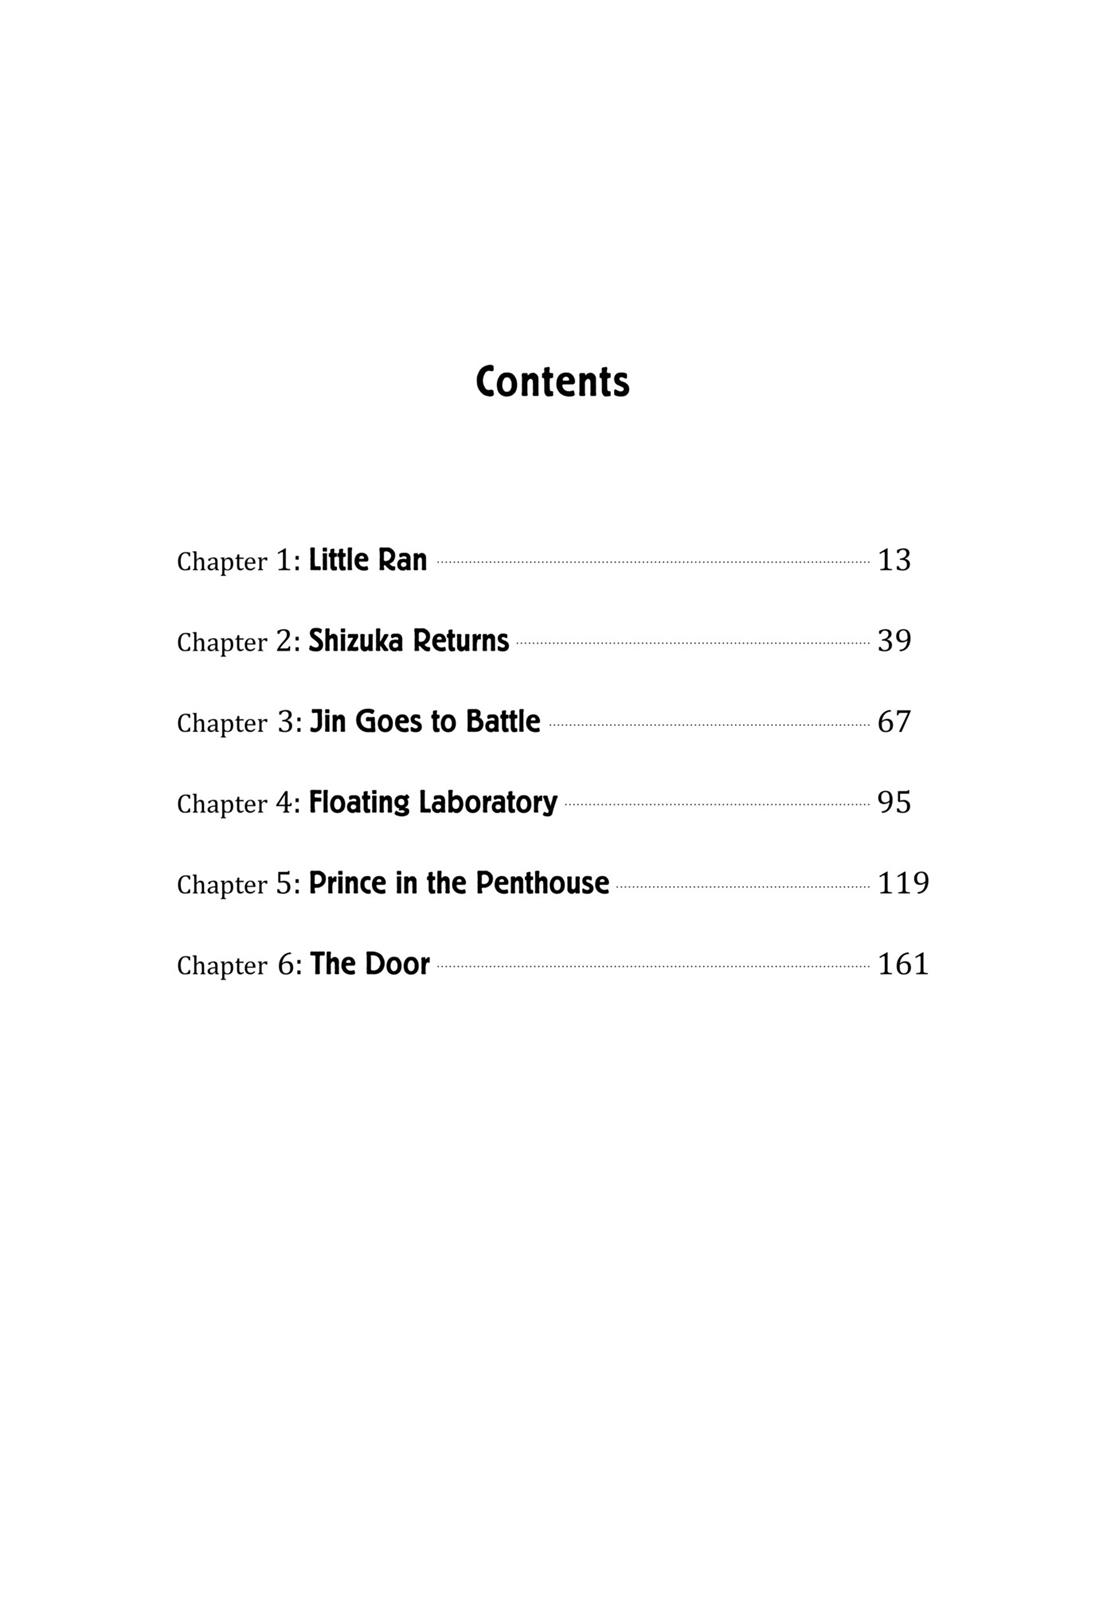 Contents
Chapter 1: Little Ran 13
Chapter 2: Shizuka Returns 39
Chapter 3: Jin Goes to Battle 67
Chapter 4: Floating Laboratory 95
Chapter 5: Prince in the Penthouse 119
Chapter 6: The Door 161